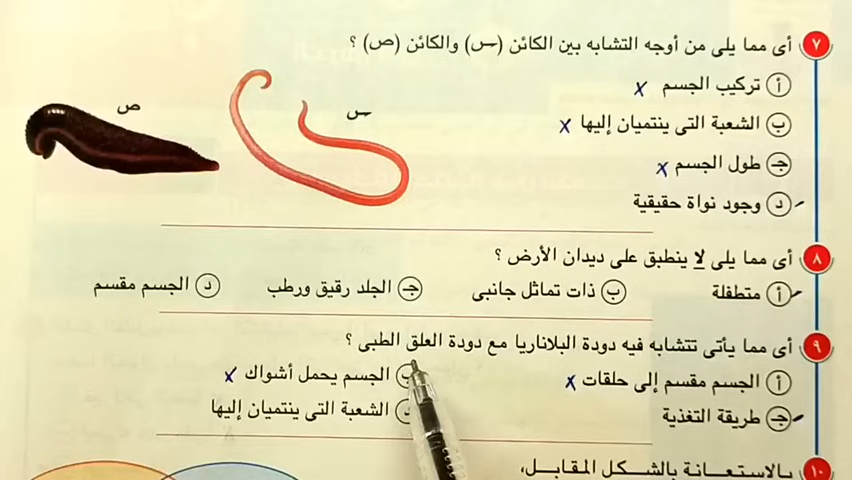 ٧ أى مما يلى من أوجه التشابه بين الكائن (س) والكائن (ص) ؟
أ تركيب الجسم x
ب الشعبة التى ينتميان إليها x
ج طول الجسم x
د وجود نواة حقيقية
س
ص
٨ أى مما يلى لا ينطبق على ديدان الأرض ؟
أ متطفلة ب ذات تماثل جانبى ج الجلد رقيق ورطب د الجسم مقسم
٩ أى مما يأتى تتشابه فيه دودة البلاناريا مع دودة العلق الطبى ؟
أ الجسم مقسم إلى حلقات x ب الجسم يحمل أشواك x
ج طريقة التغذية د الشعبة التى ينتميان إليها
١٠ بالاستعانة بالشكل المقابل،